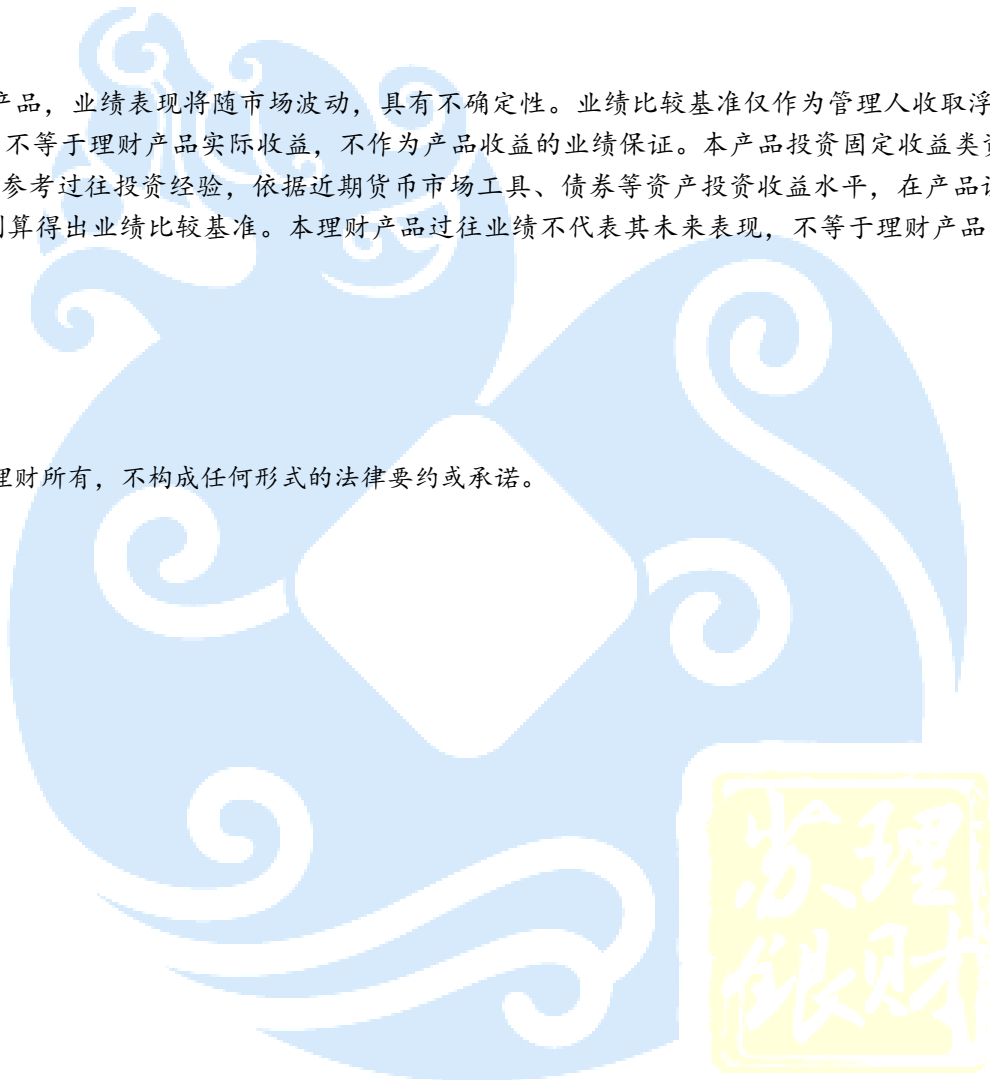 产品，业绩表现将随市场波动，具有不确定性。业绩比较基准仅作为管理人收取浮
不等于理财产品实际收益，不作为产品收益的业绩保证。本产品投资固定收益类资
参考过往投资经验，依据近期货币市场工具、债券等资产投资收益水平，在产品
测算得出业绩比较基准。本理财产品过往业绩不代表其未来表现，不等于理财产品
理财所有，不构成任何形式的法律要约或承诺。
苏银理财